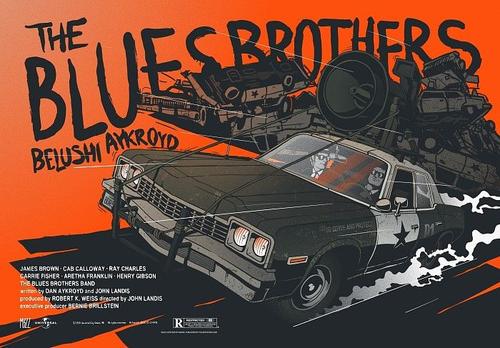 THE
BLUES BROTHERS
BELUSHI AYKROYD
JAMES BROWN · CAB CALLOWAY · RAY CHARLES
CARRIE FISHER · ARETHA FRANKLIN · HENRY GIBSON
THE BLUES BROTHERS BAND
written by DAN AYKROYD and JOHN LANDIS
produced by ROBERT K. WEISS directed by JOHN LANDIS
executive producer BERNIE BRILLSTEIN
UNIVERSAL
R RESTRICTED